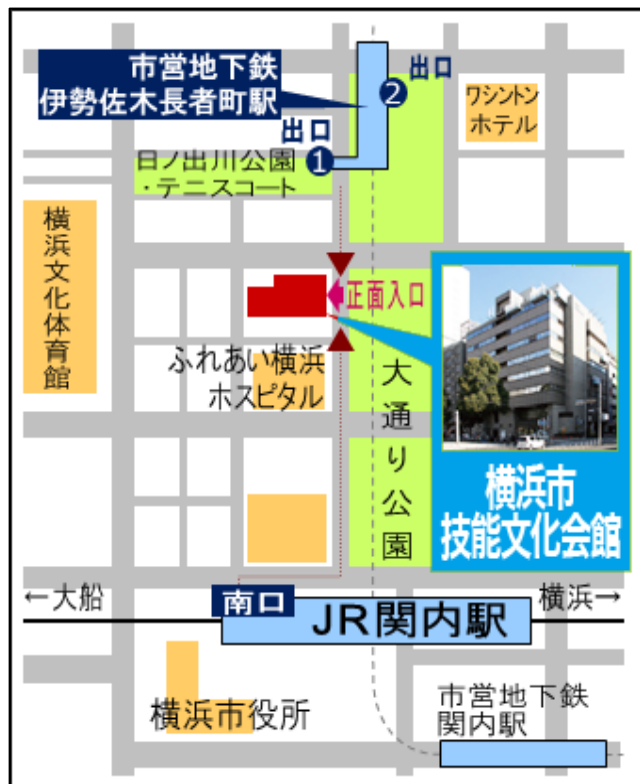 市営地下鉄
伊勢佐木長者町駅
出口
2
ワシントン
ホテル
出口
1
日ノ出川公園
・テニスコート
横浜文化体育館
正面入口
ふれあい横浜
ホスピタル
大通り公園
横浜市
技能文化会館
←大船
南口
JR関内駅
横浜→
横浜市役所
市営地下鉄
関内駅